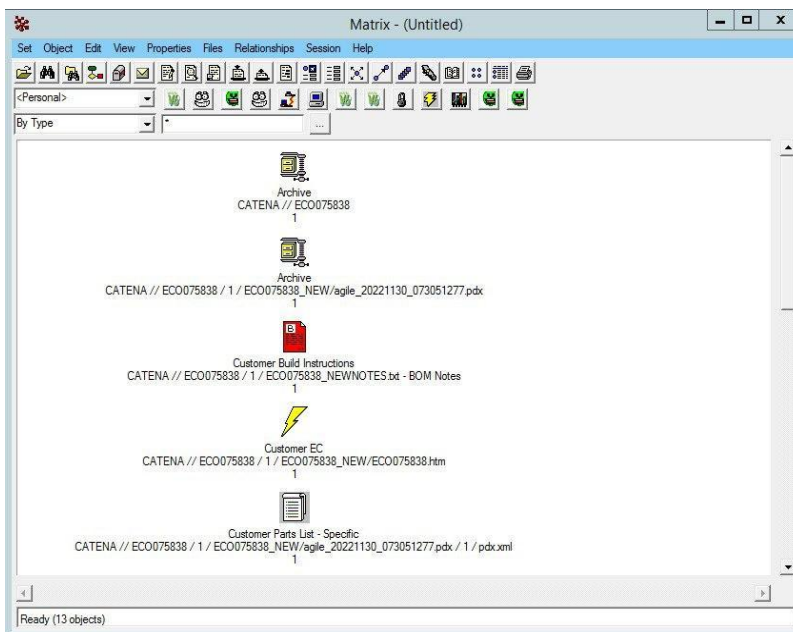 Matrix - (Untitled)
Set Object Edit View Properties Files Relationships Session Help
<Personal>
By Type * ...
Archive
CATENA // ECO075838
1
Archive
CATENA // ECO075838 / 1 / ECO075838_NEW/agile_20221130_073051277.pdx
1
Customer Build Instructions
CATENA // ECO075838 / 1 / ECO075838_NEWNOTES.txt - BOM Notes
1
Customer EC
CATENA // ECO075838 / 1 / ECO075838_NEW/ECO075838.htm
1
Customer Parts List - Specific
CATENA // ECO075838 / 1 / ECO075838_NEW/agile_20221130_073051277.pdx / 1 / pdx.xml
1
Ready (13 objects)